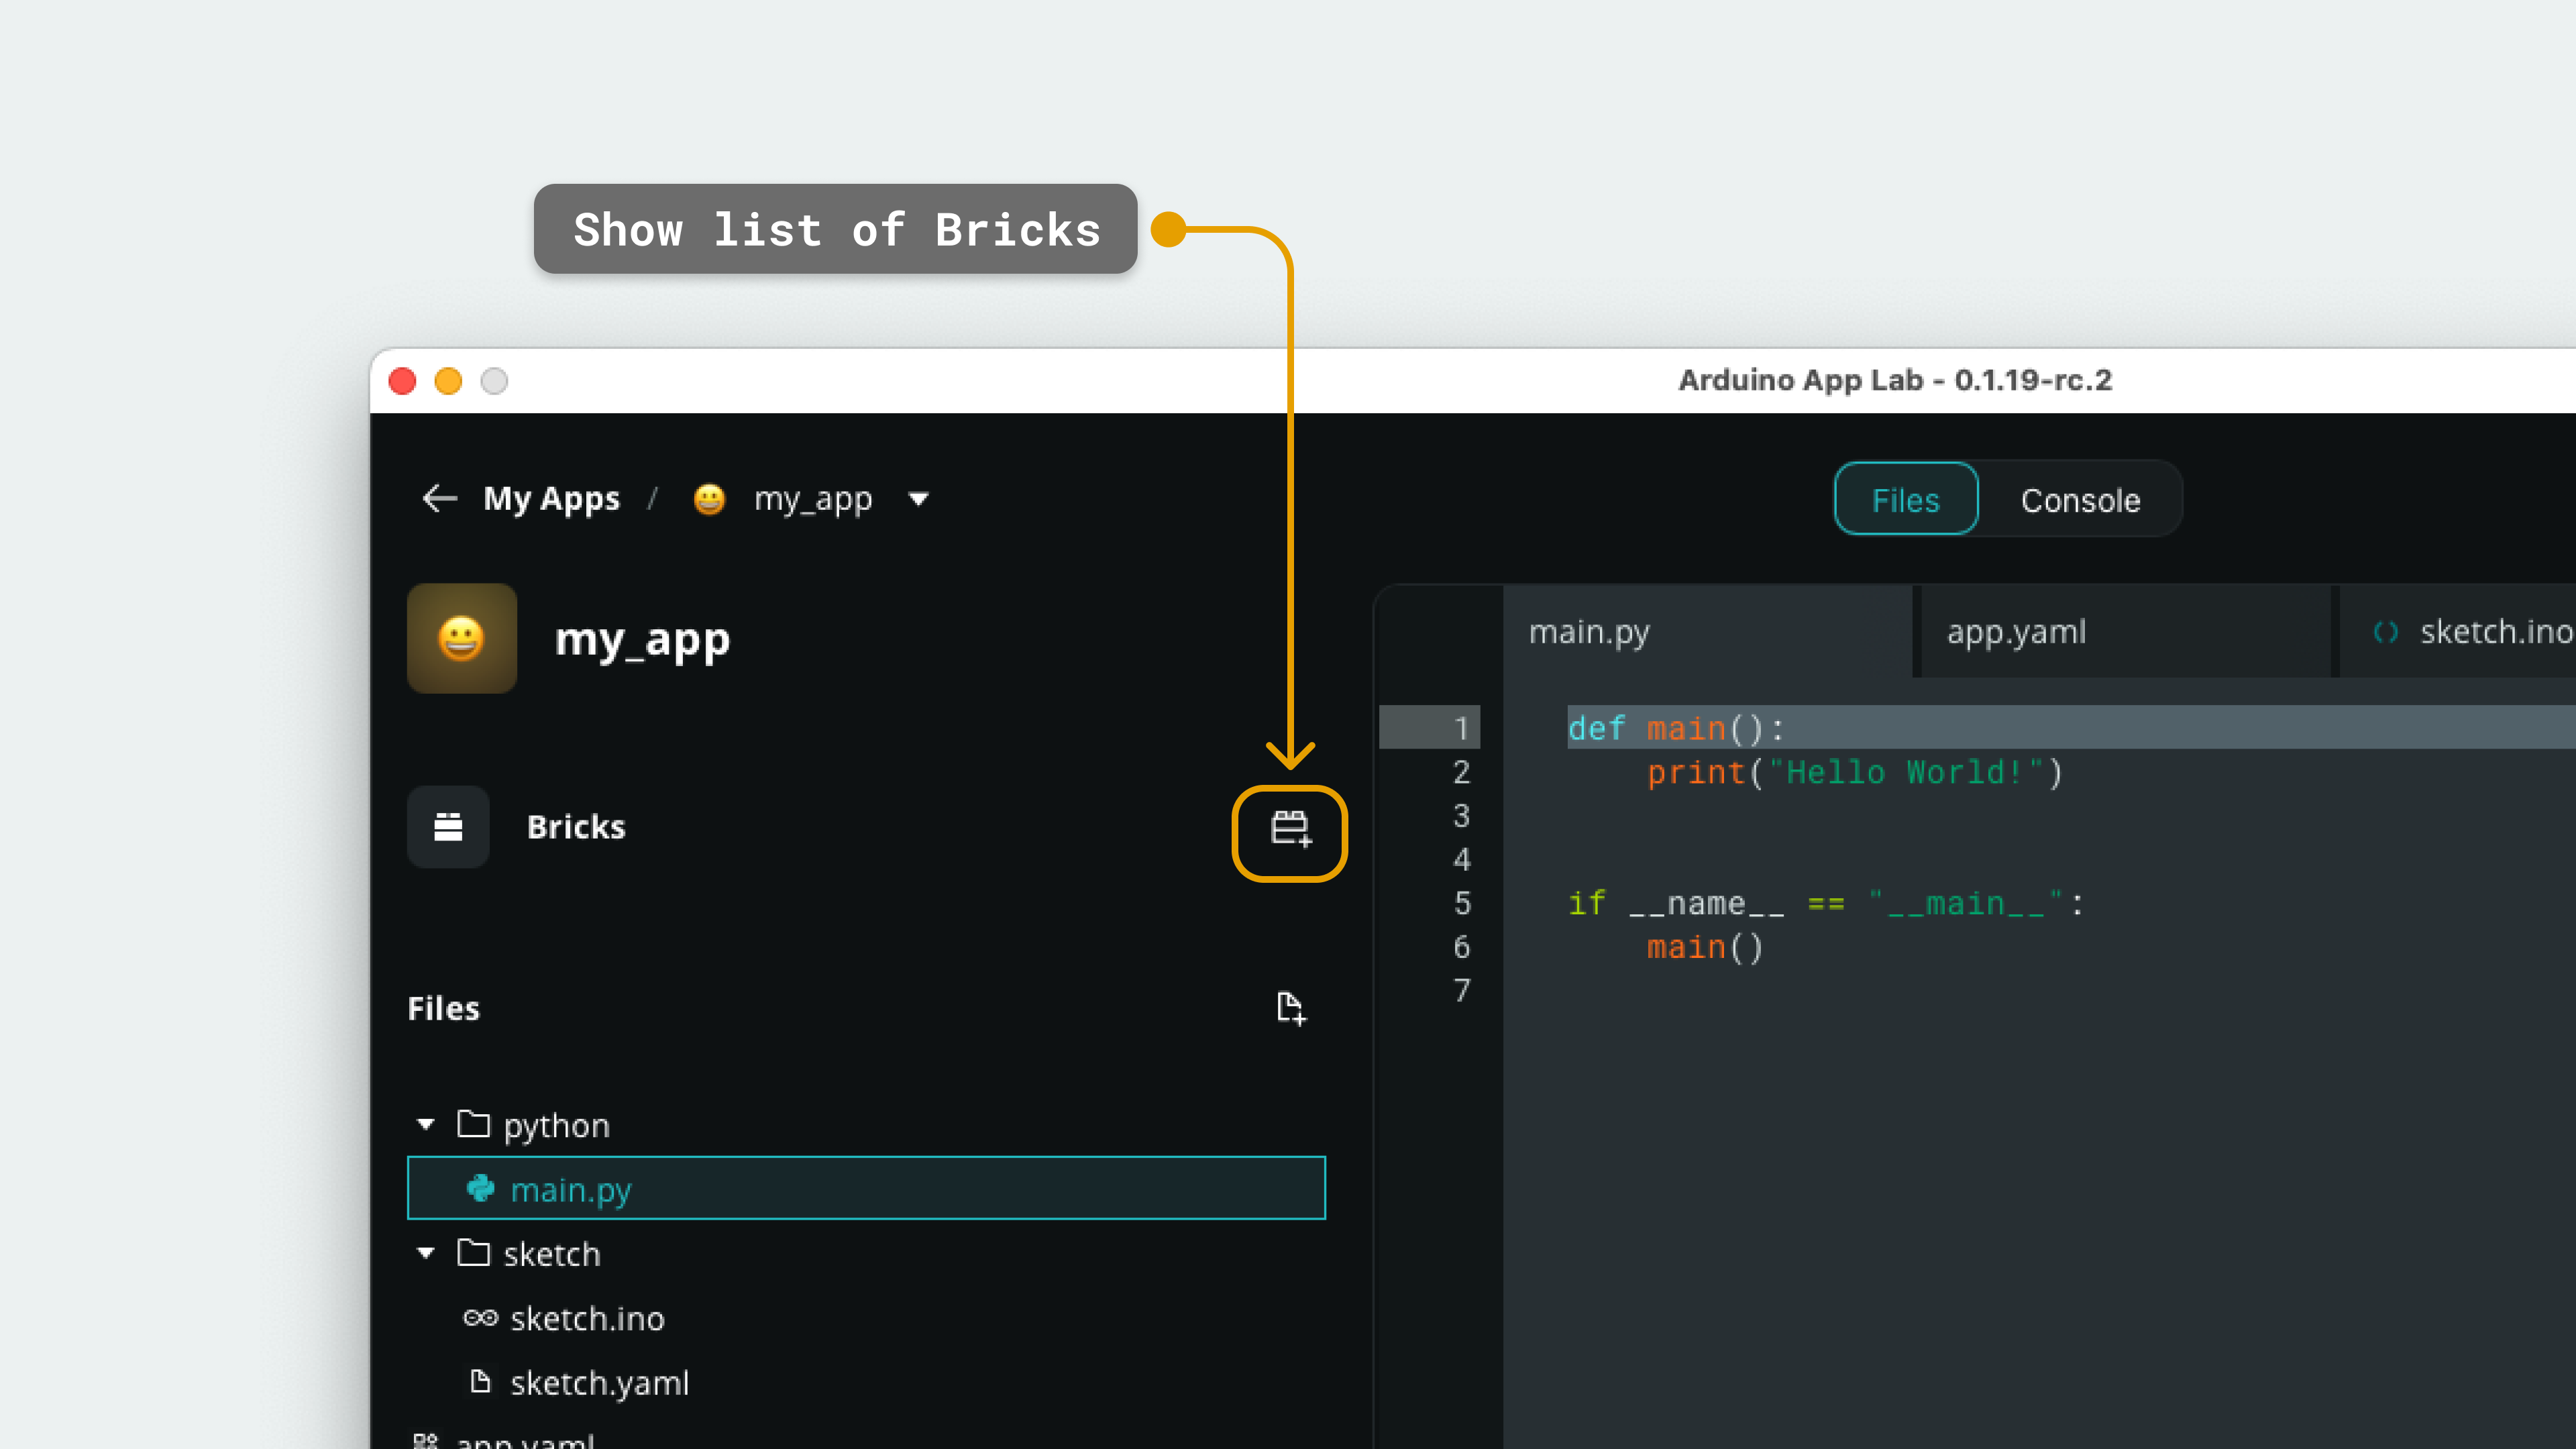 Show list of Bricks
Arduino App Lab - 0.1.19-rc.2
My Apps / my_app
Files Console
my_app
Bricks
Files
python
main.py
sketch
sketch.ino
sketch.yaml
app.yaml
main.py app.yaml sketch.ino
1 def main():
2 print("Hello World!")
3
4
5 if __name__ == "__main__":
6 main()
7